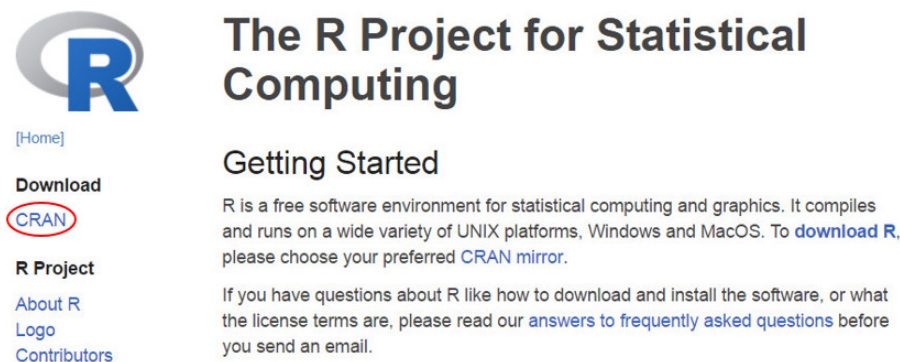 R
[Home]
Download
CRAN
R Project
About R
Logo
Contributors
The R Project for Statistical
Computing
Getting Started
R is a free software environment for statistical computing and graphics. It compiles
and runs on a wide variety of UNIX platforms, Windows and MacOS. To download R,
please choose your preferred CRAN mirror.
If you have questions about R like how to download and install the software, or what
the license terms are, please read our answers to frequently asked questions before
you send an email.